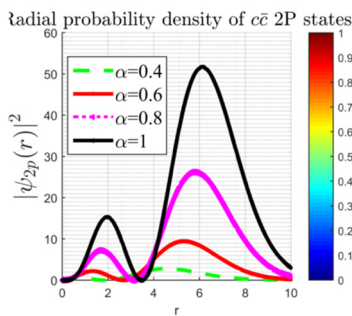 Radial probability density of cc̄ 2P states
|ψ₂ₚ(r)|²
60
50
40
30
20
10
0
α=0.4
α=0.6
α=0.8
α=1
0 2 4 6 8 10
r
1
0.9
0.8
0.7
0.6
0.5
0.4
0.3
0.2
0.1
0